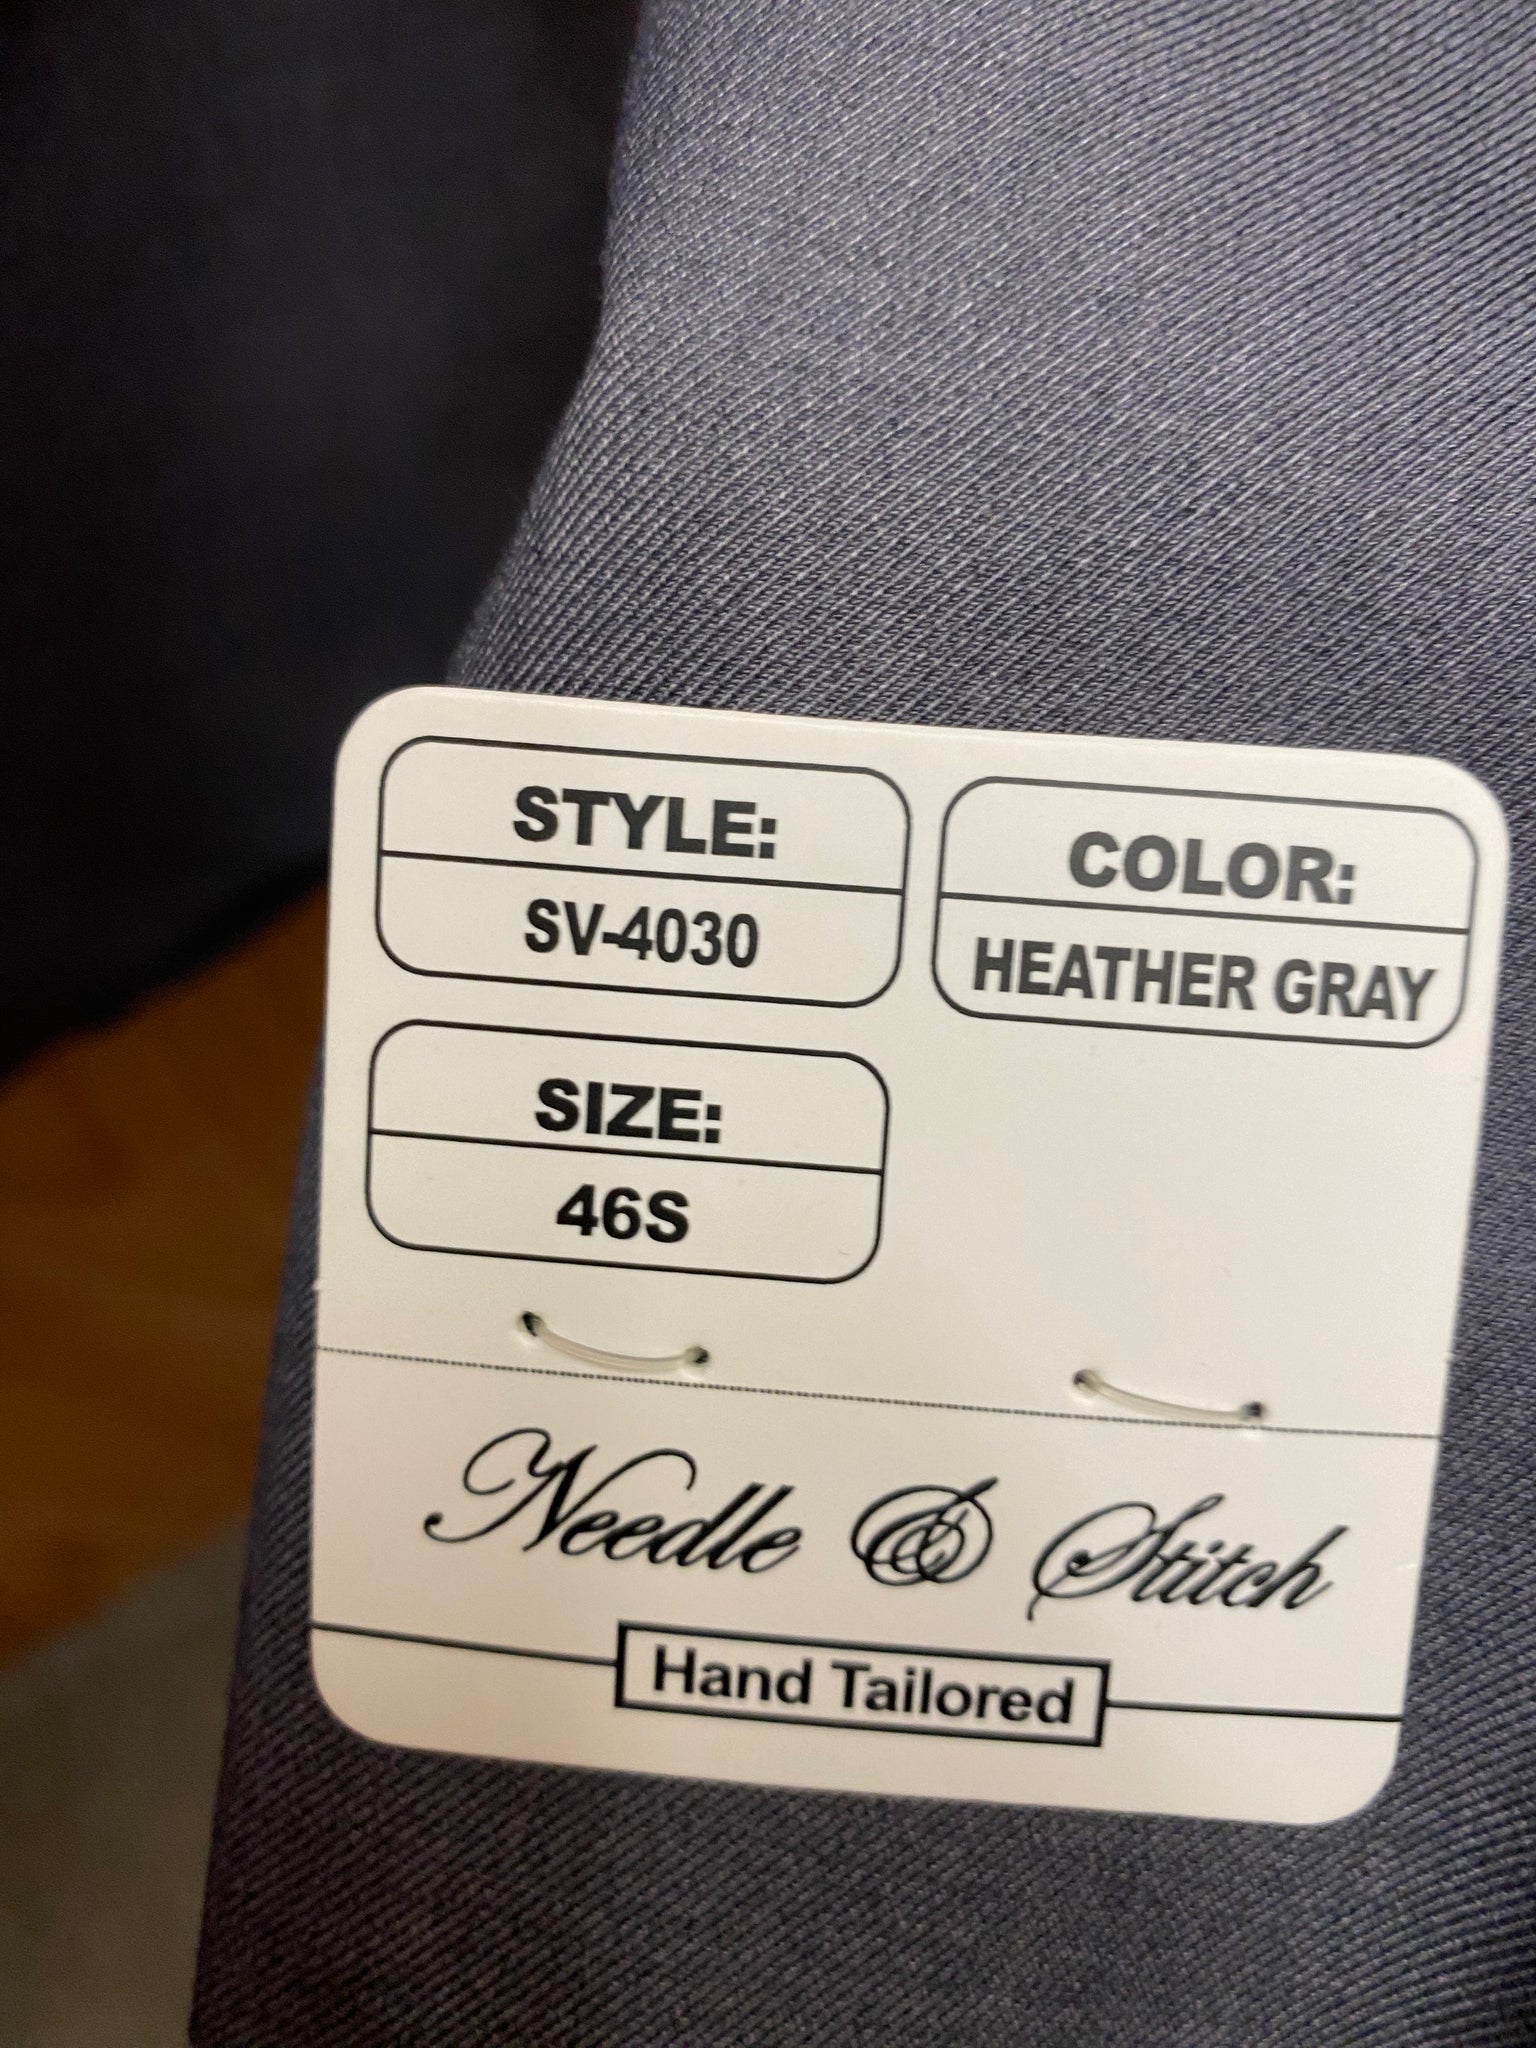 STYLE:
SV-4030
COLOR:
HEATHER GRAY
SIZE:
46S
Needle & Stitch
Hand Tailored